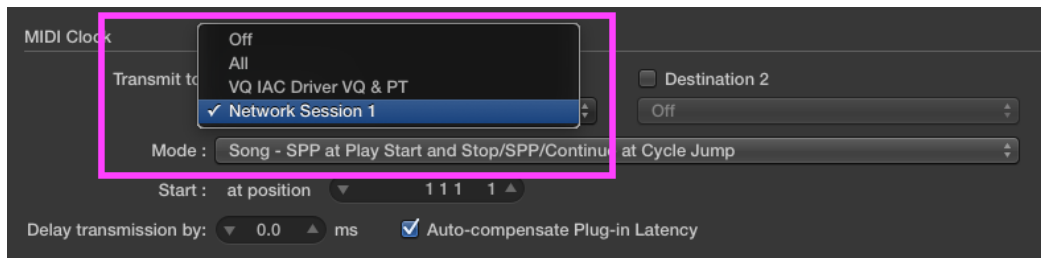 MIDI Clock
Off
All
Transmit to
Destination 2
VQ IAC Driver VQ & PT
✓ Network Session 1
Off
Mode : Song - SPP at Play Start and Stop/SPP/Continue at Cycle Jump
Start : at position 1 1 1 1
Delay transmission by: 0.0 ms Auto-compensate Plug-in Latency